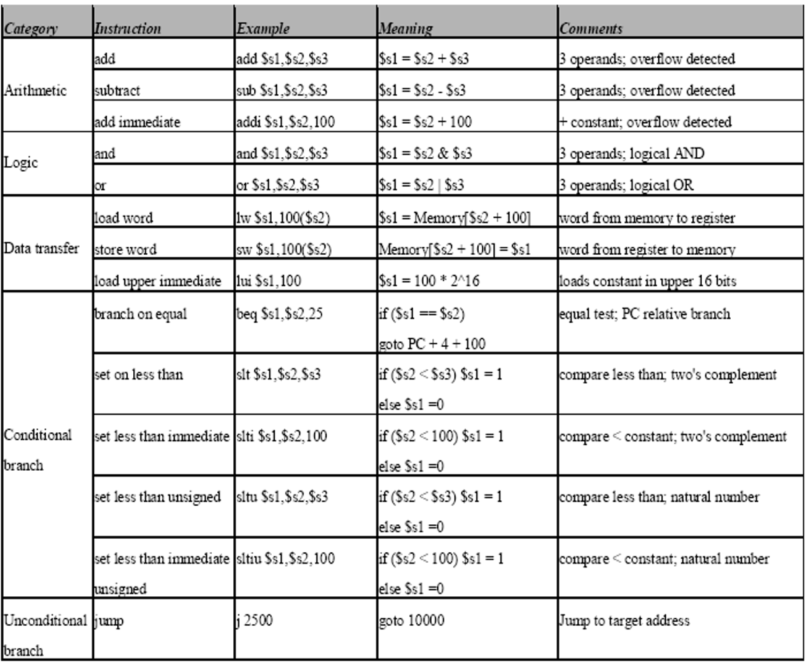 Category Instruction Example Meaning Comments
Arithmetic
add add $s1,$s2,$s3 $s1 = $s2 + $s3 3 operands; overflow detected
subtract sub $s1,$s2,$s3 $s1 = $s2 - $s3 3 operands; overflow detected
add immediate addi $s1,$s2,100 $s1 = $s2 + 100 + constant; overflow detected
Logic
and and $s1,$s2,$s3 $s1 = $s2 & $s3 3 operands; logical AND
or or $s1,$s2,$s3 $s1 = $s2 | $s3 3 operands; logical OR
Data transfer
load word lw $s1,100($s2) $s1 = Memory[$s2 + 100] word from memory to register
store word sw $s1,100($s2) Memory[$s2 + 100] = $s1 word from register to memory
load upper immediate lui $s1,100 $s1 = 100 * 2^16 loads constant in upper 16 bits
Conditional
branch
branch on equal beq $s1,$s2,25 if ($s1 == $s2) equal test; PC relative branch
goto PC + 4 + 100
set on less than slt $s1,$s2,$s3 if ($s2 < $s3) $s1 = 1 compare less than; two's complement
else $s1 =0
set less than immediate slti $s1,$s2,100 if ($s2 < 100) $s1 = 1 compare < constant; two's complement
else $s1 =0
set less than unsigned sltu $s1,$s2,$s3 if ($s2 < $s3) $s1 = 1 compare less than; natural number
else $s1 =0
set less than immediate sltiu $s1,$s2,100 if ($s2 < 100) $s1 = 1 compare < constant; natural number
unsigned else $s1 =0
Unconditional jump j 2500 goto 10000 Jump to target address
branch